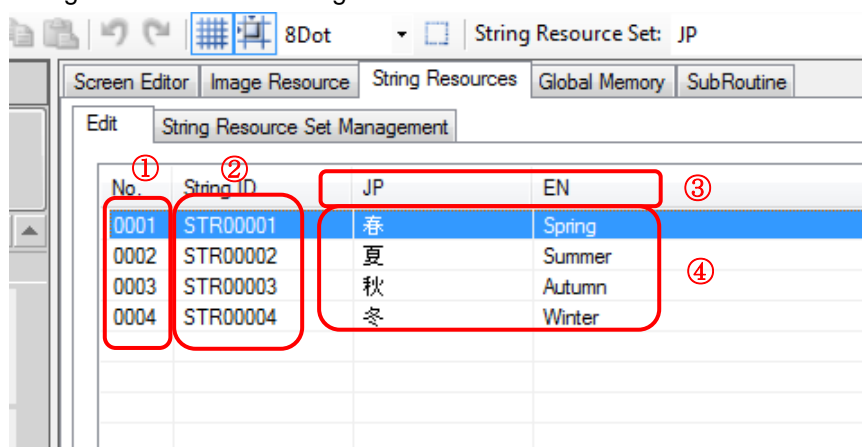 8Dot String Resource Set: JP
Screen Editor Image Resource String Resources Global Memory SubRoutine
Edit String Resource Set Management
① ②
No. String ID JP EN ③
0001 STR00001 春 Spring
0002 STR00002 夏 Summer
④
0003 STR00003 秋 Autumn
0004 STR00004 冬 Winter